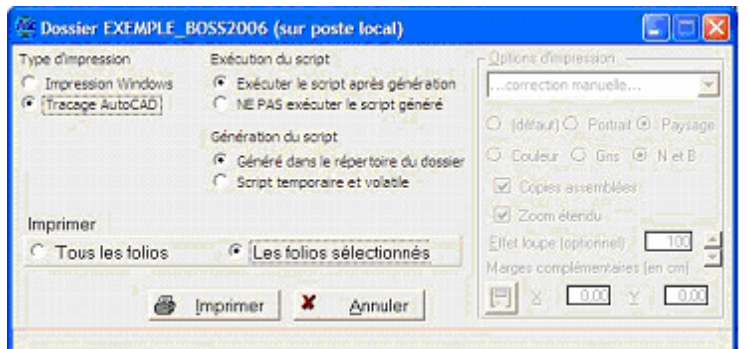 Dossier EXEMPLE_BOSS2006 (sur poste local)
Type d'impression
Impression Windows
Tracage AutoCAD
Exécution du script
Exécuter le script après génération
NE PAS exécuter le script généré
Génération du script
Généré dans le répertoire du dossier
Script temporaire et volatile
Imprimer
Tous les folios
Les folios sélectionnés
Imprimer
Annuler
Options d'impression
...correction manuelle...
(défaut) Portrait Paysage
Couleur Gris N et B
Copies assemblées
Zoom étendu
Effet loupe (optionnel) 100
Marges complémentaires (en cm)
X 0.00 Y 0.00